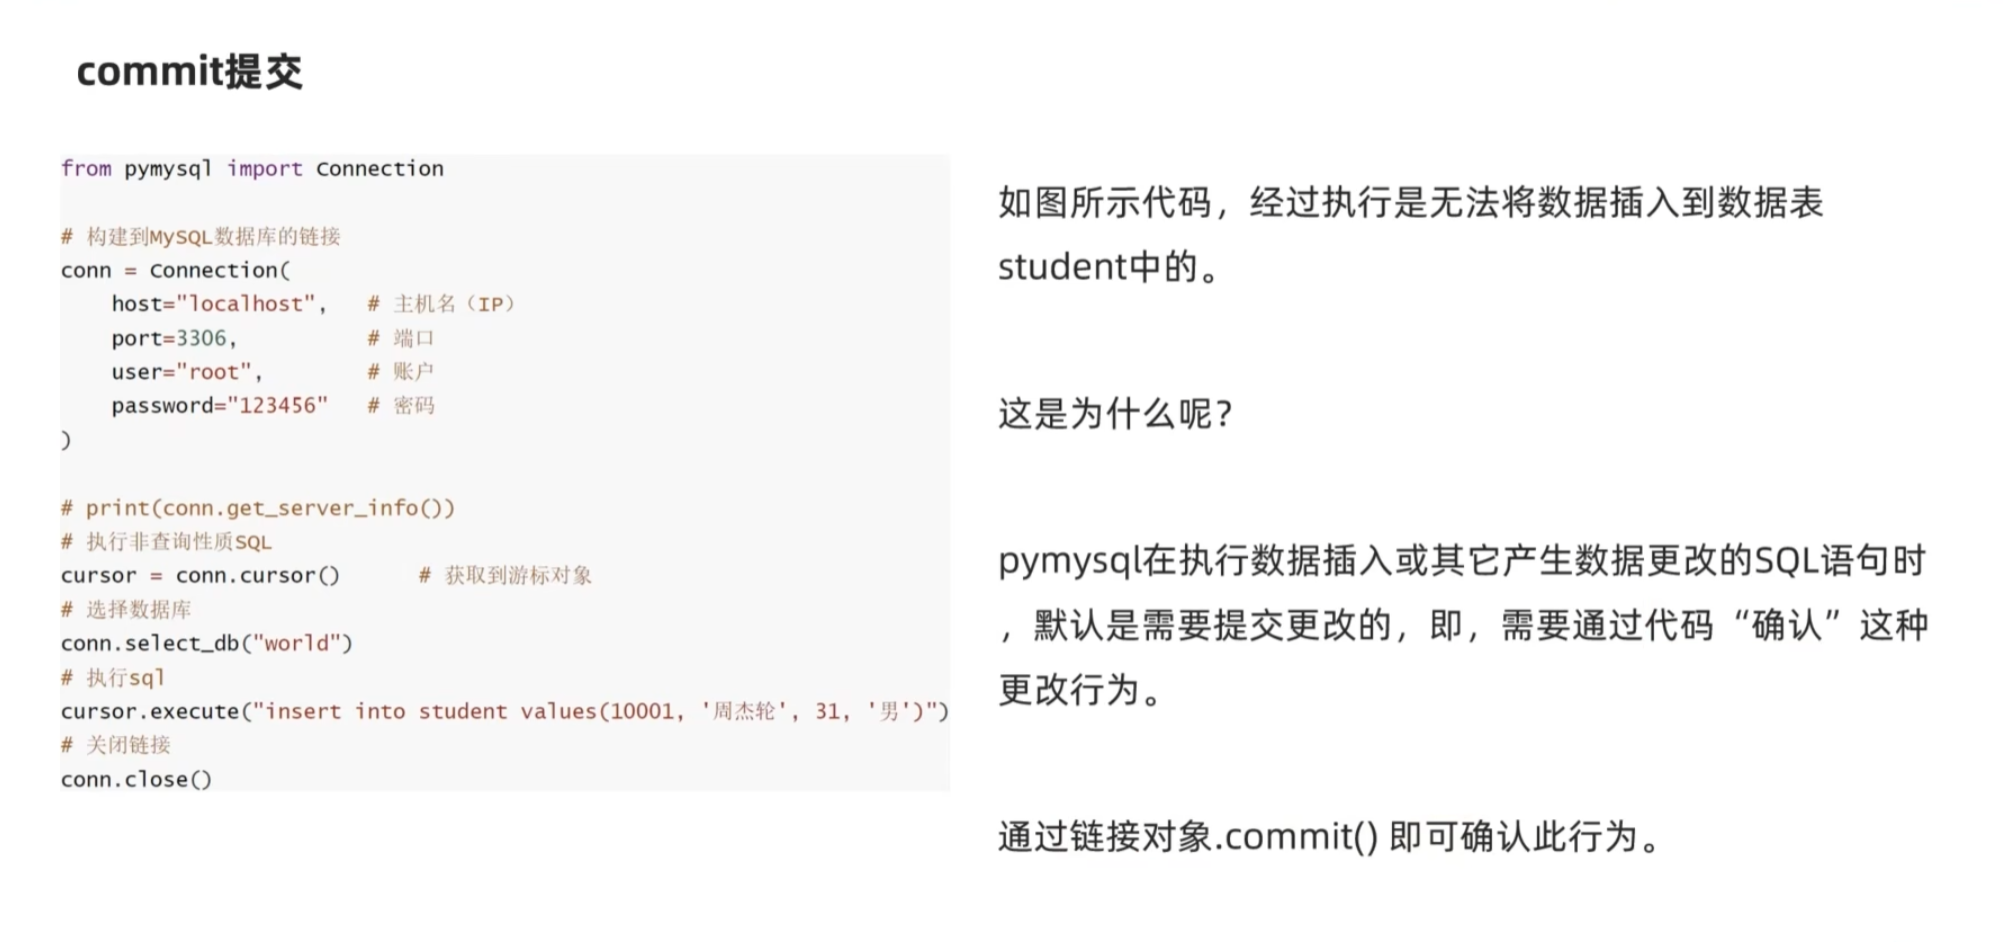 commit提交
from pymysql import Connection
# 构建到MySQL数据库的链接
conn = Connection(
    host="localhost",   # 主机名（IP）
    port=3306,          # 端口
    user="root",        # 账户
    password="123456"   # 密码
)
# print(conn.get_server_info())
# 执行非查询性质SQL
cursor = conn.cursor()      # 获取到游标对象
# 选择数据库
conn.select_db("world")
# 执行sql
cursor.execute("insert into student values(10001, '周杰轮', 31, '男')")
# 关闭链接
conn.close()
如图所示代码，经过执行是无法将数据插入到数据表
student中的。
这是为什么呢？
pymysql在执行数据插入或其它产生数据更改的SQL语句时
，默认是需要提交更改的，即，需要通过代码“确认”这种
更改行为。
通过链接对象.commit() 即可确认此行为。